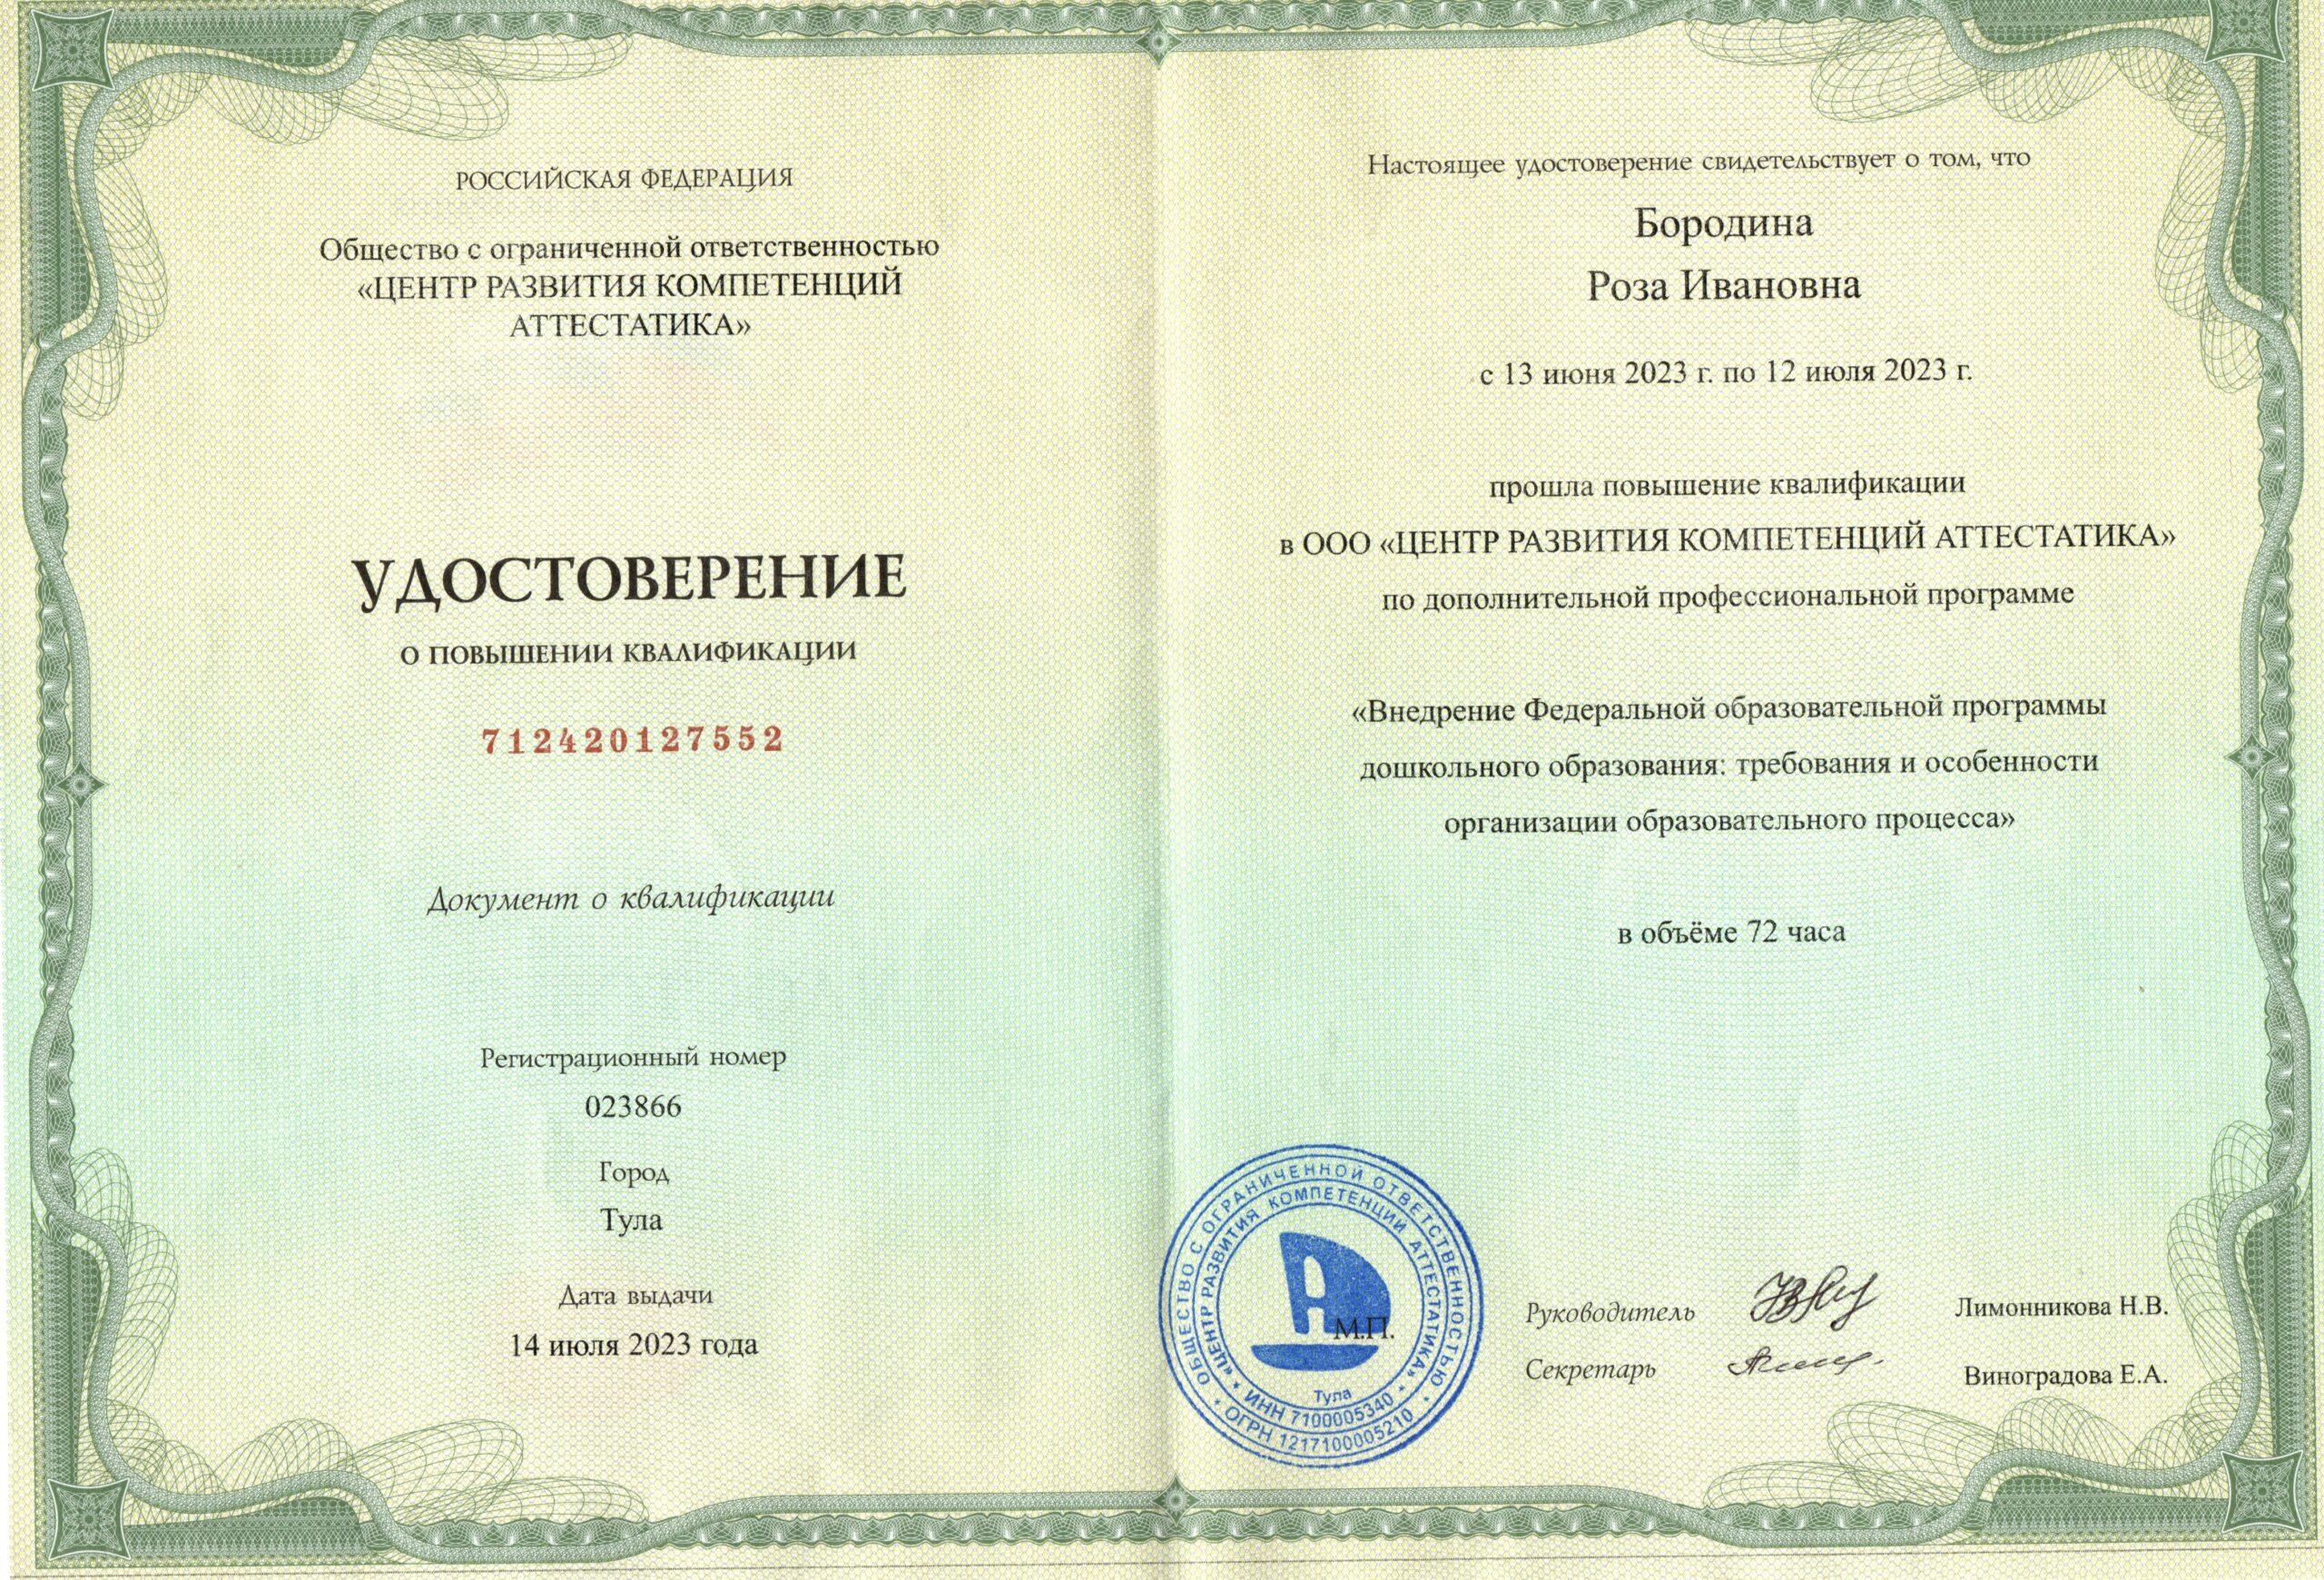 РОССИЙСКАЯ ФЕДЕРАЦИЯ
Общество с ограниченной ответственностью
«ЦЕНТР РАЗВИТИЯ КОМПЕТЕНЦИЙ
АТТЕСТАТИКА»
УДОСТОВЕРЕНИЕ
О ПОВЫШЕНИИ КВАЛИФИКАЦИИ
712420127552
Документ о квалификации
Регистрационный номер
023866
Город
Тула
Дата выдачи
14 июля 2023 года
Настоящее удостоверение свидетельствует о том, что
Бородина
Роза Ивановна
с 13 июня 2023 г. по 12 июля 2023 г.
прошла повышение квалификации
в ООО «ЦЕНТР РАЗВИТИЯ КОМПЕТЕНЦИЙ АТТЕСТАТИКА»
по дополнительной профессиональной программе
«Внедрение Федеральной образовательной программы
дошкольного образования: требования и особенности
организации образовательного процесса»
в объёме 72 часа
ОБЩЕСТВО С ОГРАНИЧЕННОЙ ОТВЕТСТВЕННОСТЬЮ
«ЦЕНТР РАЗВИТИЯ КОМПЕТЕНЦИЙ АТТЕСТАТИКА»
М.П.
Тула
ИНН 7100005340
ОГРН 1217100005210
Руководитель Лимонникова Н.В.
Секретарь Виноградова Е.А.